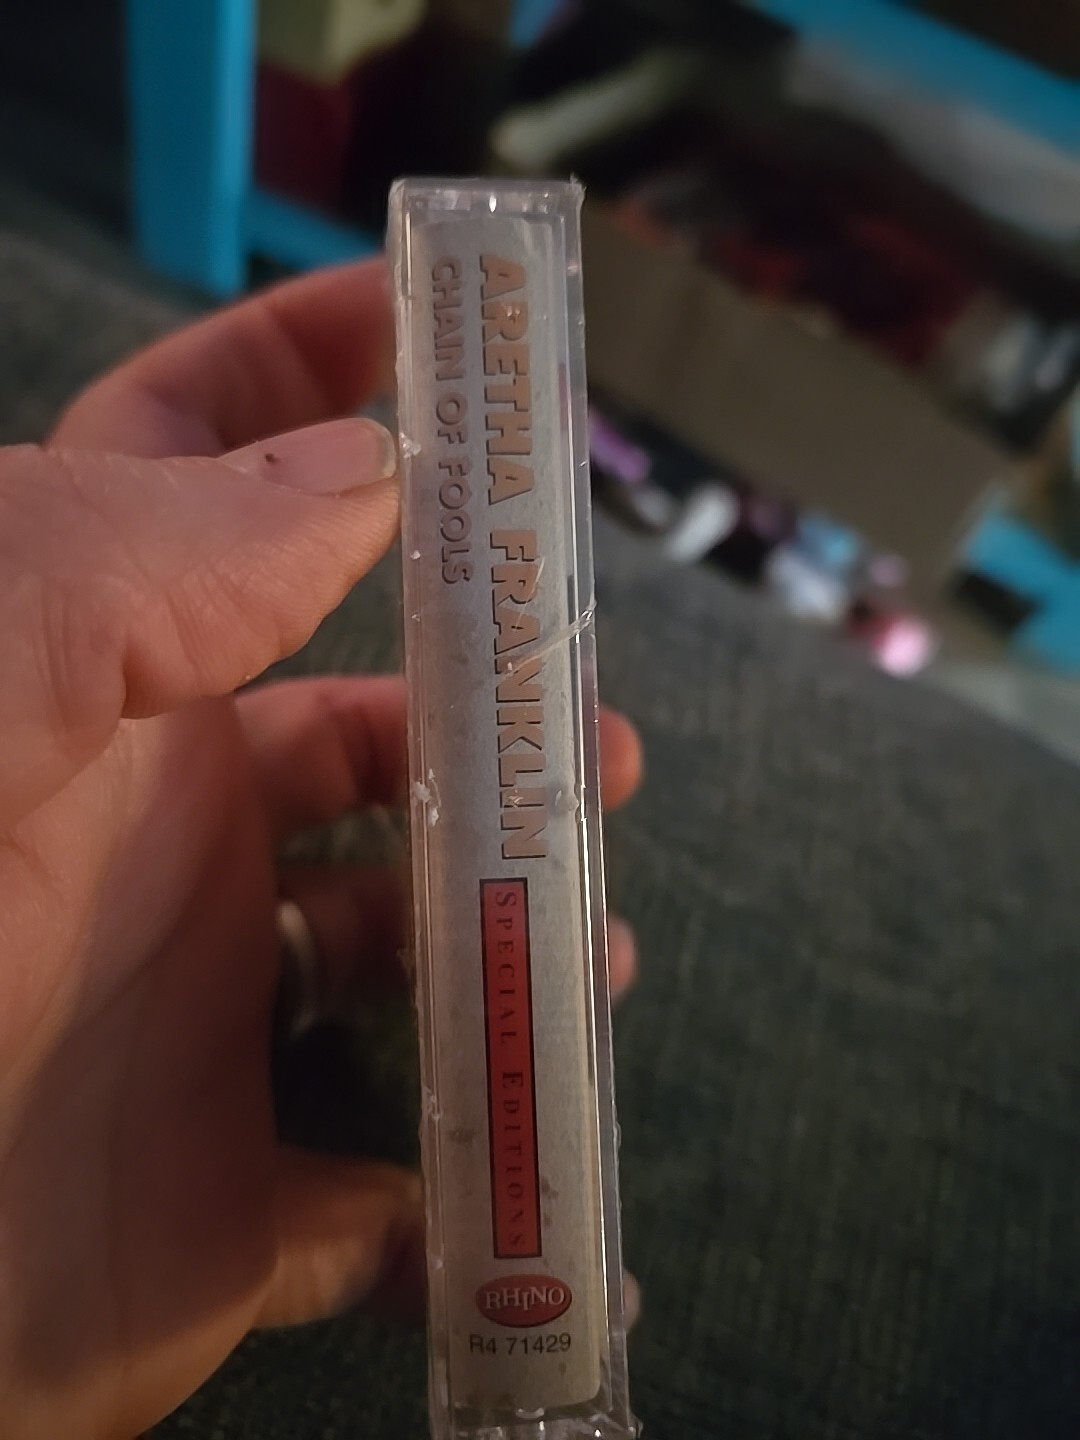 ARETHA FRANKLIN
CHAIN OF FOOLS
SPECIAL EDITIONS
RHINO
R4 71429